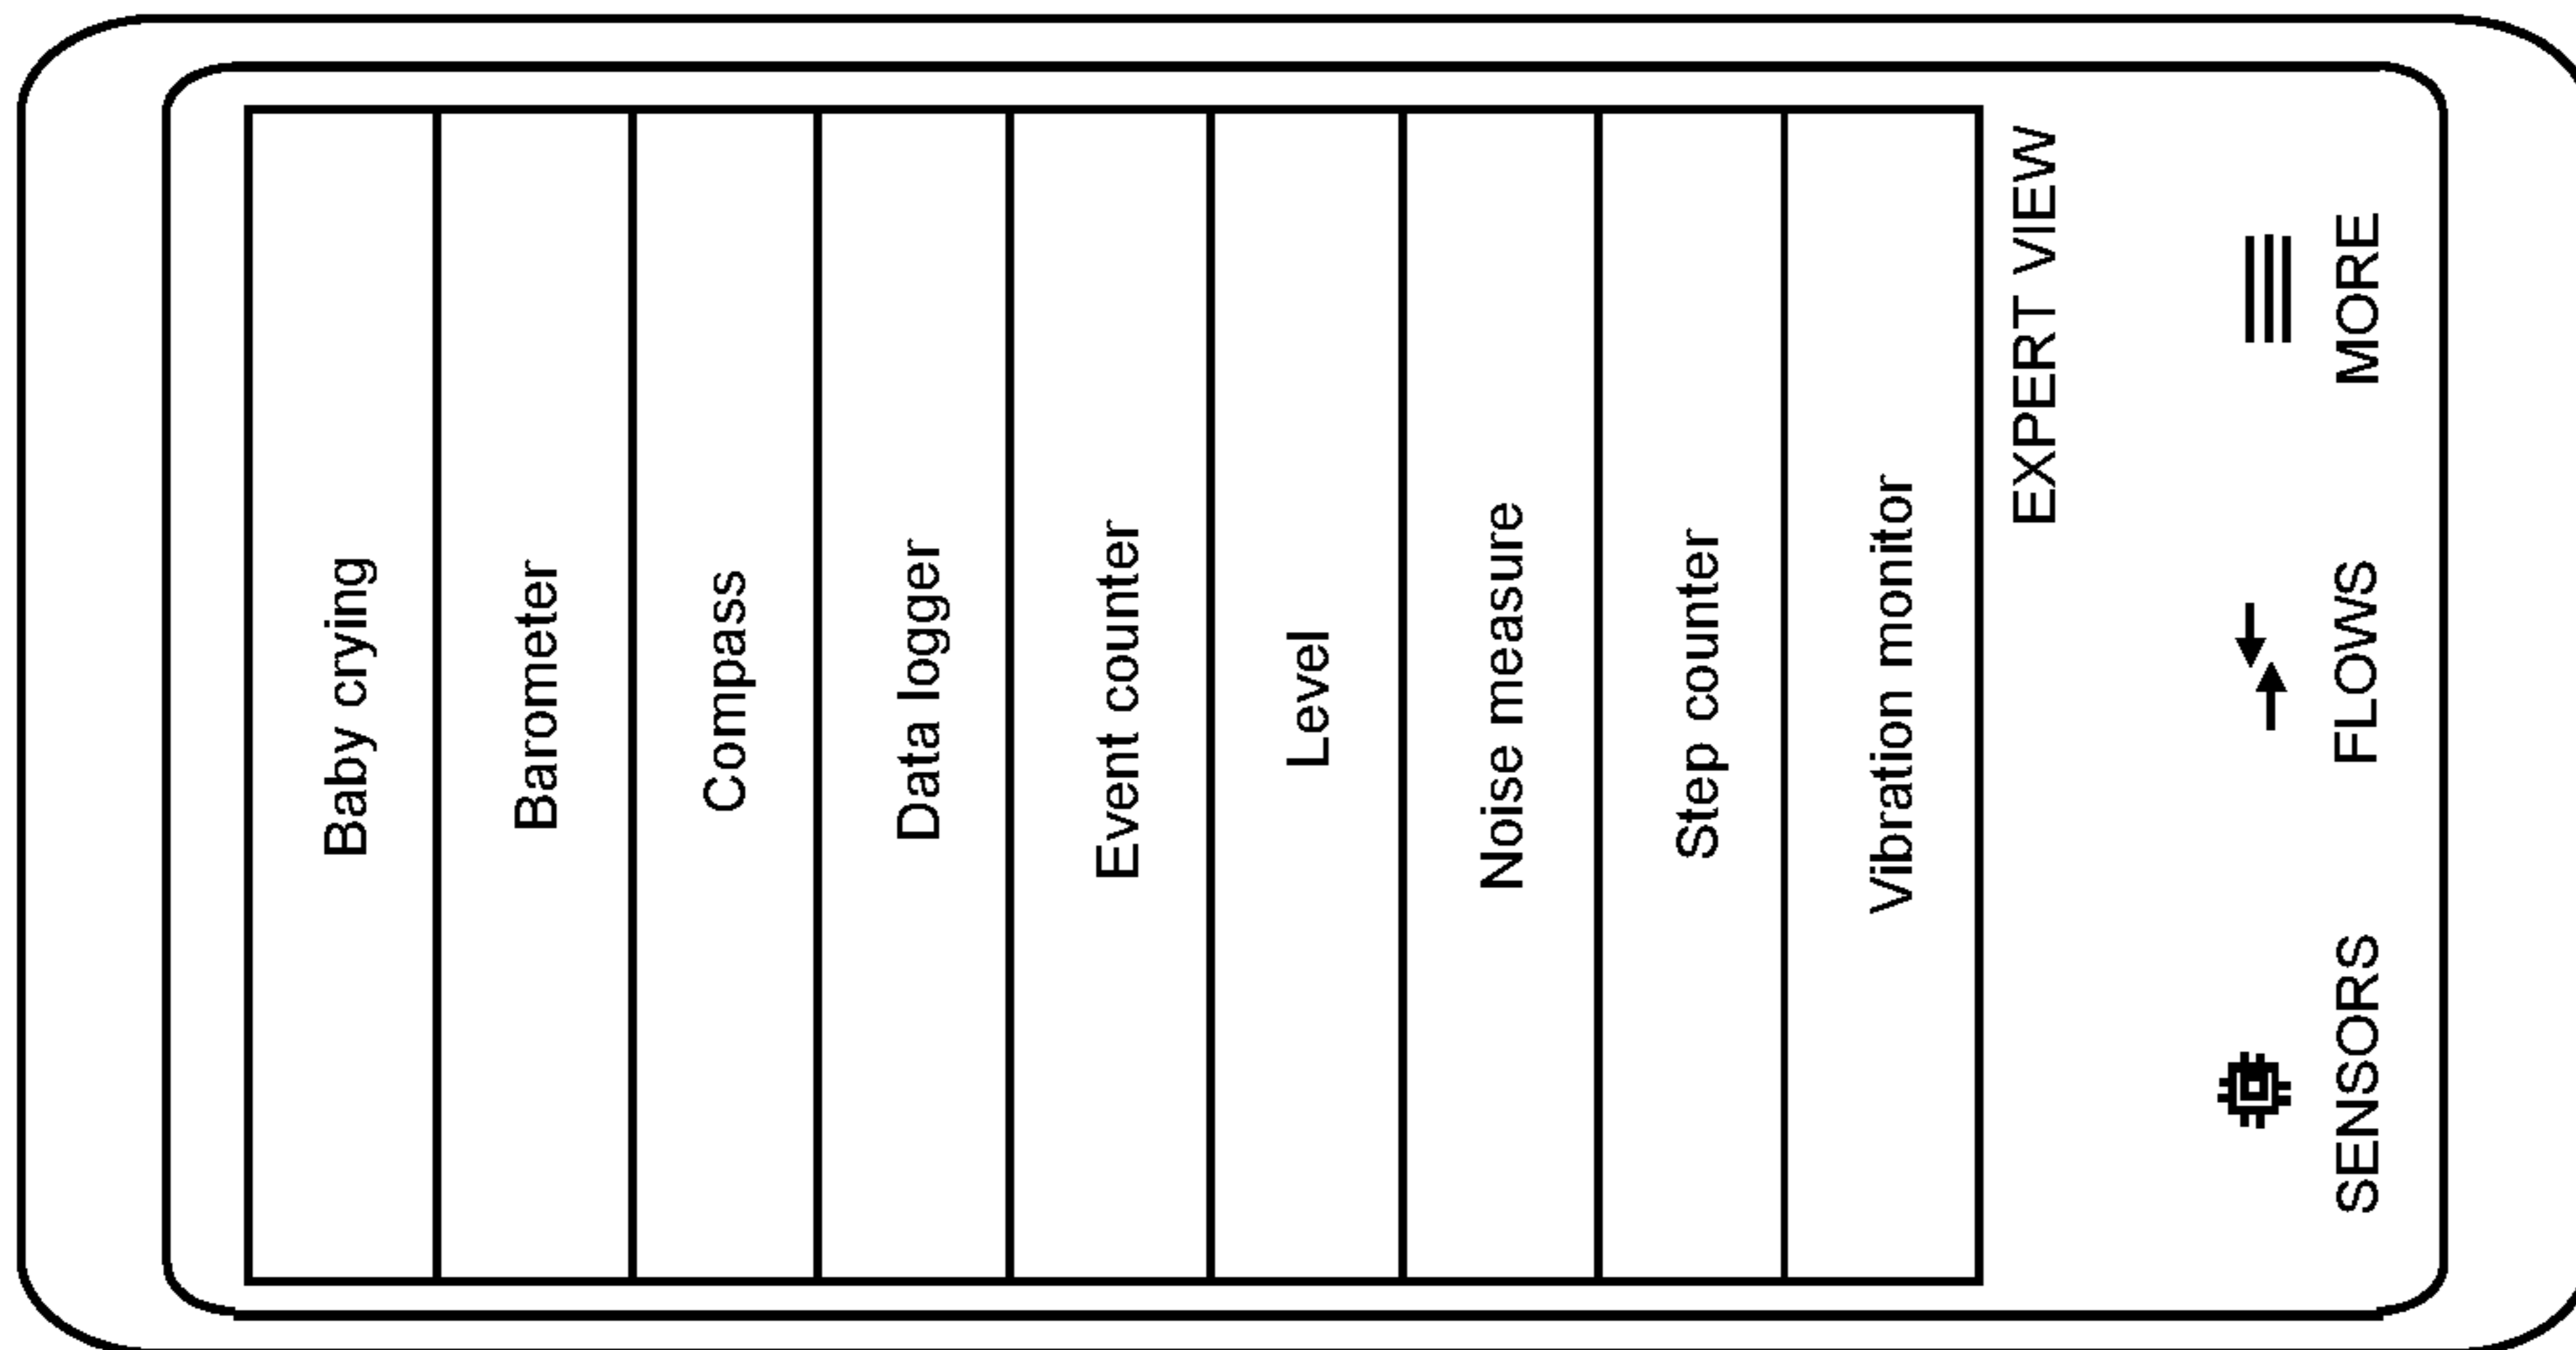 Baby crying
Barometer
Compass
Data logger
Event counter
Level
Noise measure
Step counter
Vibration monitor
EXPERT VIEW
SENSORS FLOWS MORE